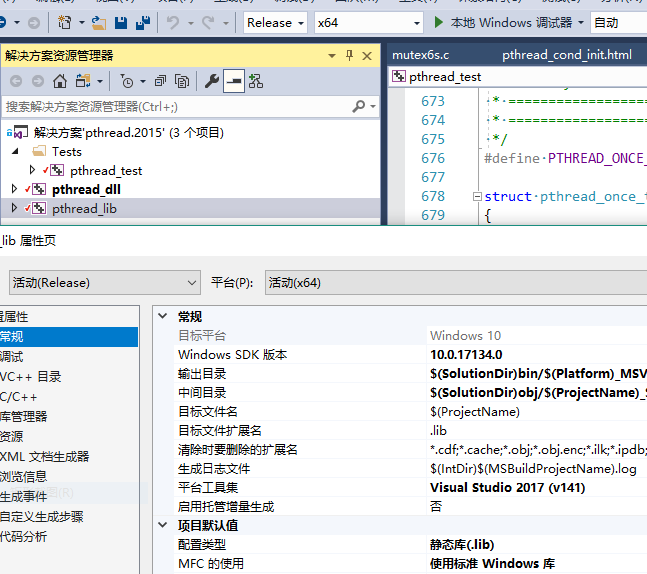 Release x64 本地 Windows 调试器 自动
解决方案资源管理器
mutex6s.c pthread_cond_init.html
pthread_test
搜索解决方案资源管理器(Ctrl+;)
解决方案'pthread.2015' (3 个项目)
Tests
pthread_test
pthread_dll
pthread_lib
673 * ====================
674 * ====================
675 */
676 #define PTHREAD_ONCE_
677
678 struct pthread_once_t
679 {
_lib 属性页
活动(Release) 平台(P): 活动(x64)
置属性
常规
调试
VC++ 目录
C/C++
库管理器
资源
XML 文档生成器
浏览信息
生成事件
自定义生成步骤
代码分析
常规
目标平台 Windows 10
Windows SDK 版本 10.0.17134.0
输出目录 $(SolutionDir)bin/$(Platform)_MSV
中间目录 $(SolutionDir)obj/$(ProjectName)_
目标文件名 $(ProjectName)
目标文件扩展名 .lib
清除时要删除的扩展名 *.cdf;*.cache;*.obj;*.obj.enc;*.ilk;*.ipdb;
生成日志文件 $(IntDir)$(MSBuildProjectName).log
平台工具集 Visual Studio 2017 (v141)
启用托管增量生成 否
项目默认值
配置类型 静态库(.lib)
MFC 的使用 使用标准 Windows 库